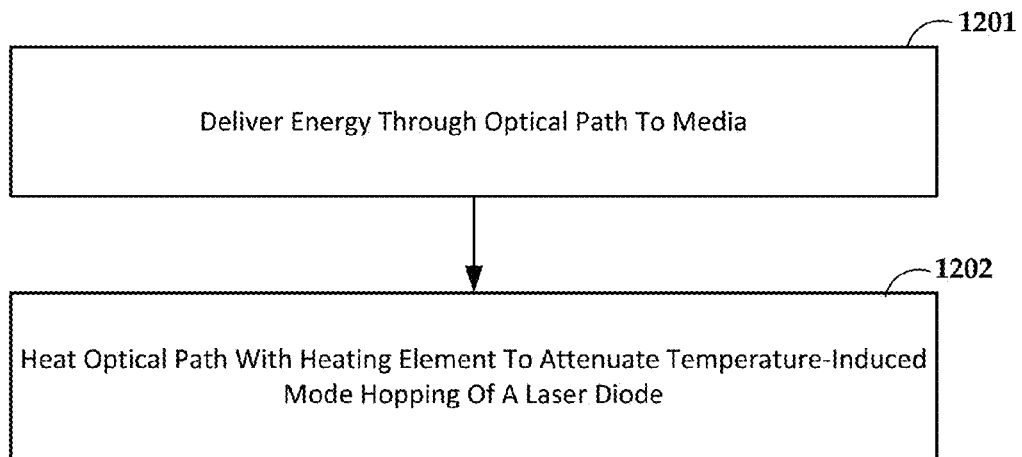 1201
Deliver Energy Through Optical Path To Media
1202
Heat Optical Path With Heating Element To Attenuate Temperature-Induced
Mode Hopping Of A Laser Diode